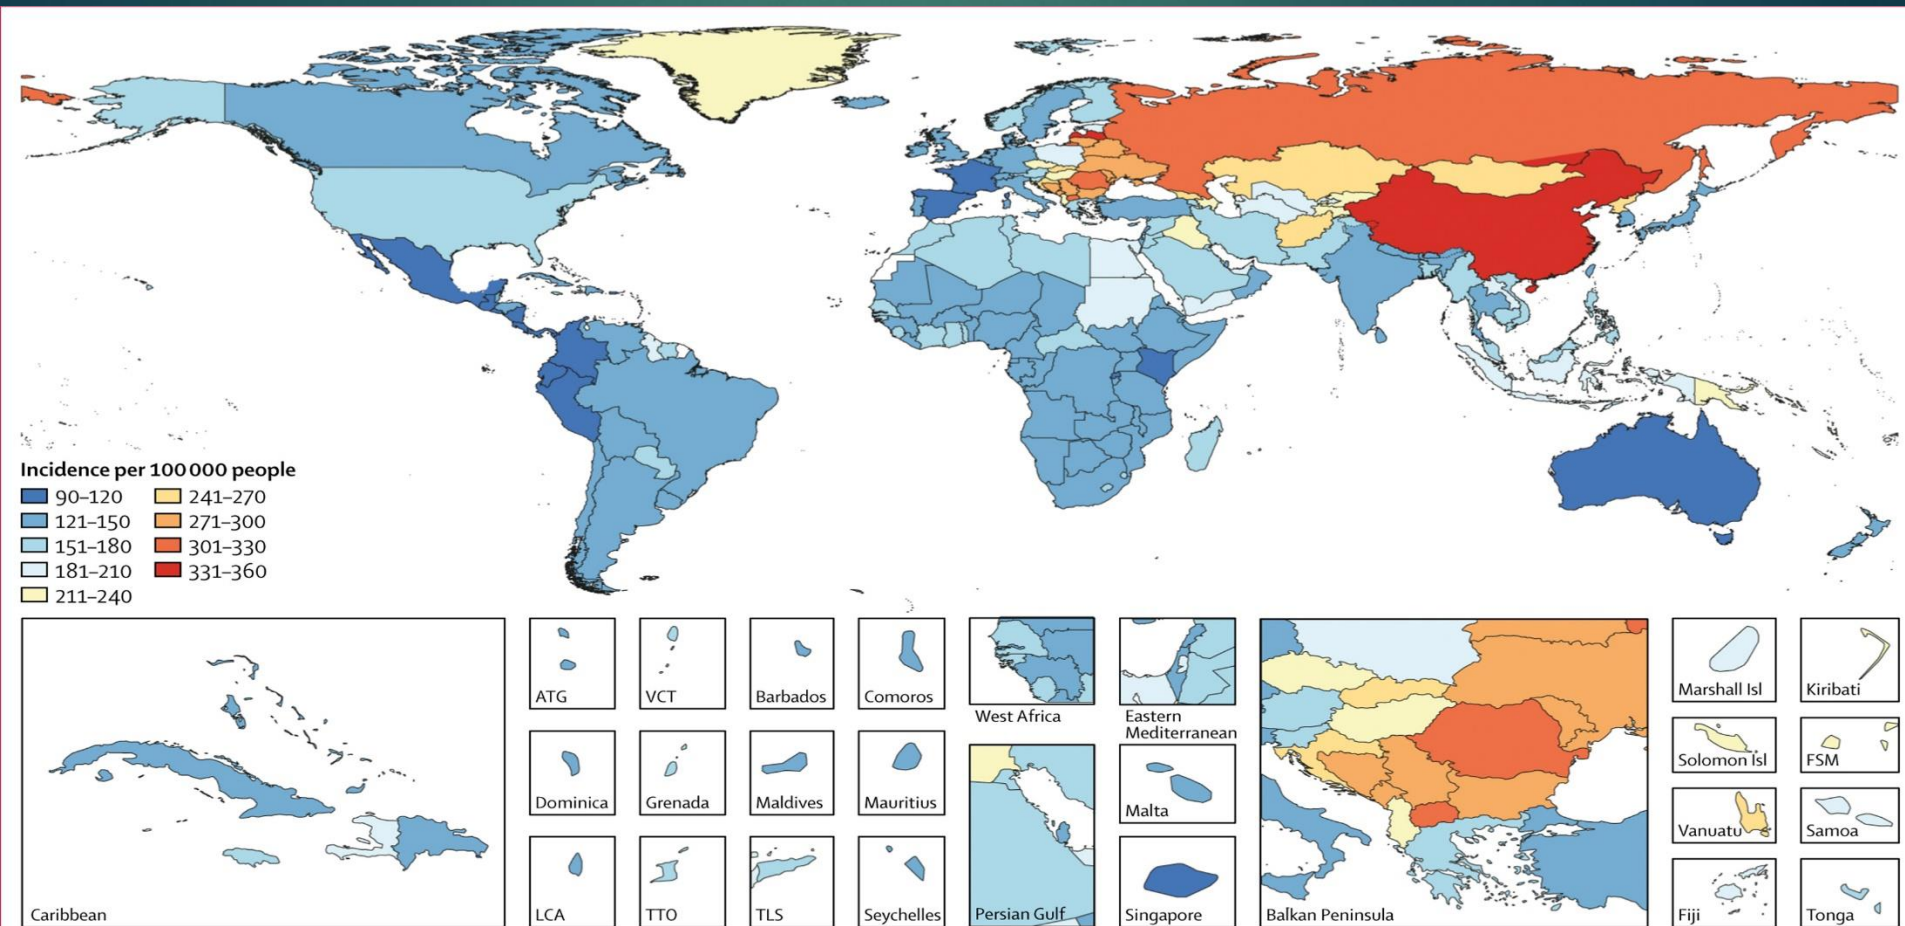 Incidence per 100 000 people
90–120
121–150
151–180
181–210
211–240
241–270
271–300
301–330
331–360
Caribbean
ATG
VCT
Barbados
Comoros
Dominica
Grenada
Maldives
Mauritius
LCA
TTO
TLS
Seychelles
West Africa
Eastern
Mediterranean
Persian Gulf
Malta
Singapore
Balkan Peninsula
Marshall Isl
Kiribati
Solomon Isl
FSM
Vanuatu
Samoa
Fiji
Tonga